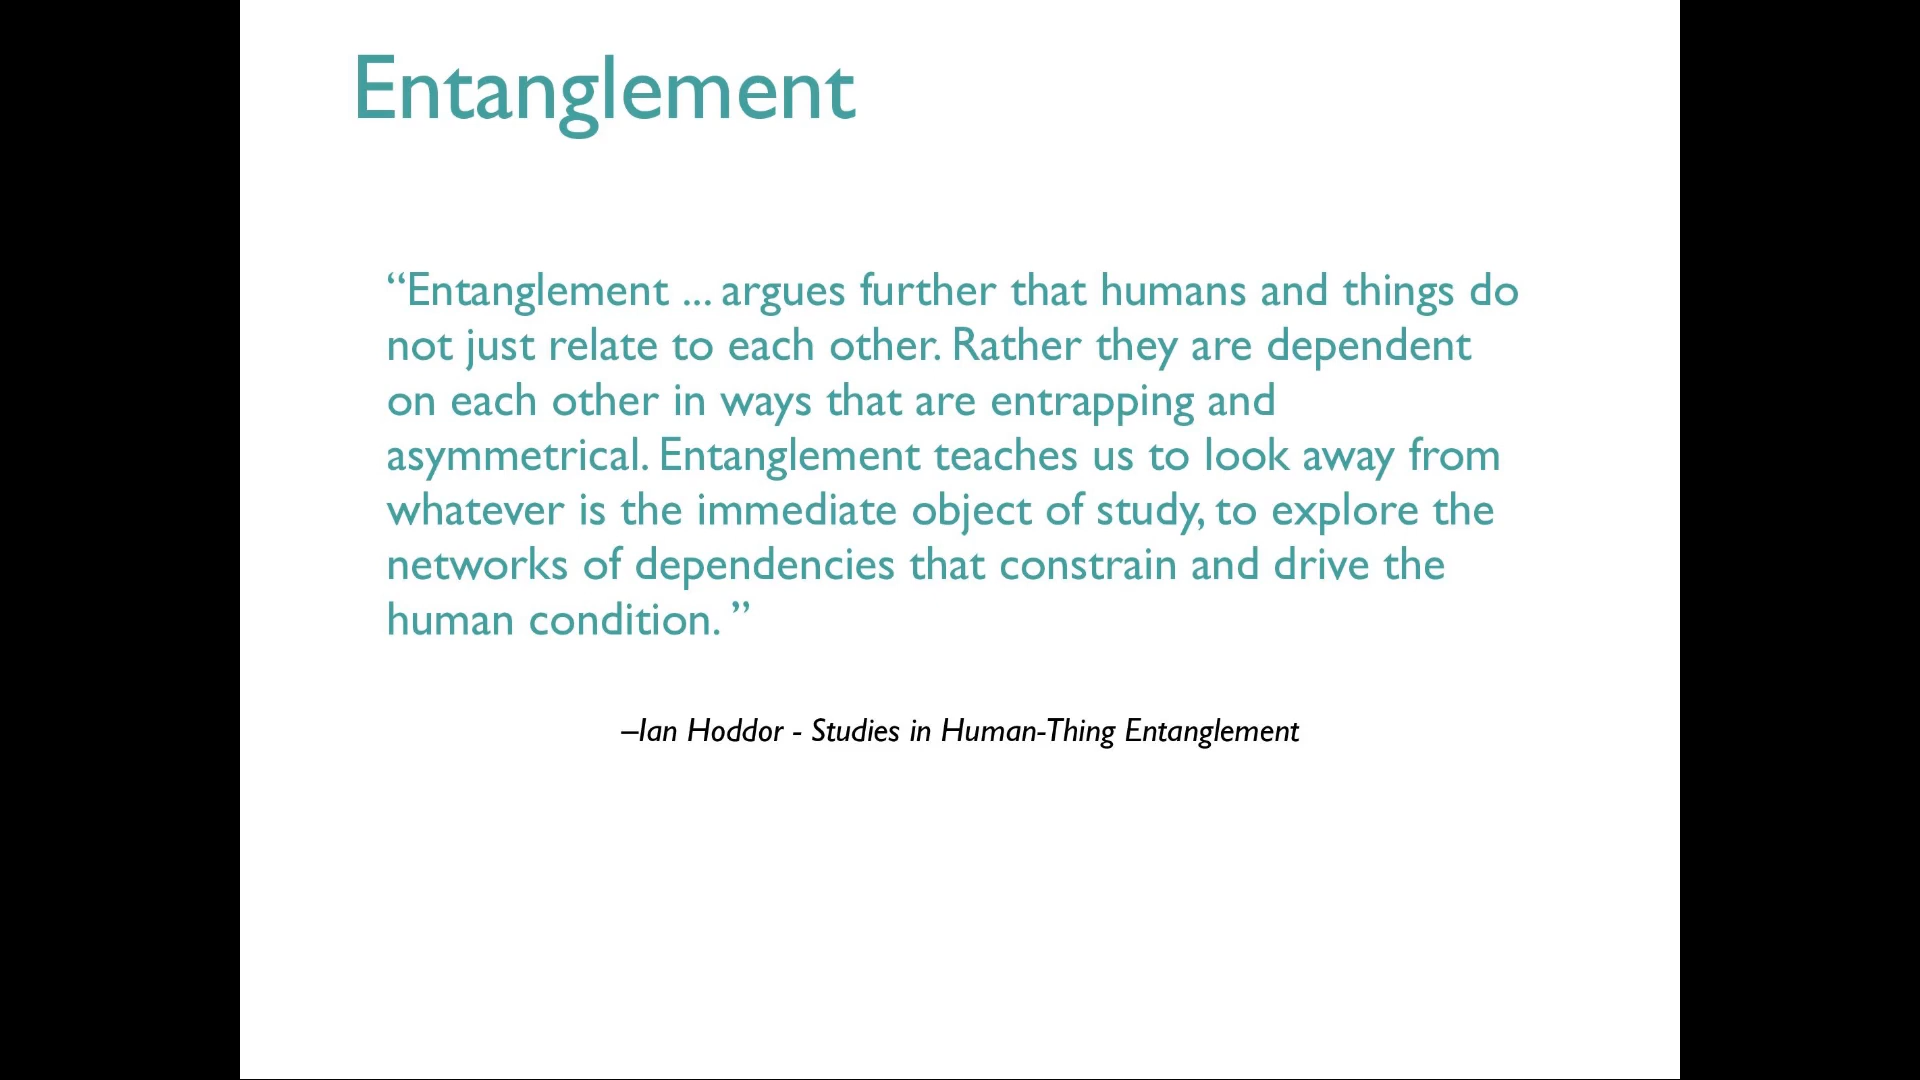 Entanglement
“Entanglement ... argues further that humans and things do
not just relate to each other. Rather they are dependent
on each other in ways that are entrapping and
asymmetrical. Entanglement teaches us to look away from
whatever is the immediate object of study, to explore the
networks of dependencies that constrain and drive the
human condition. ”
–Ian Hoddor - Studies in Human-Thing Entanglement